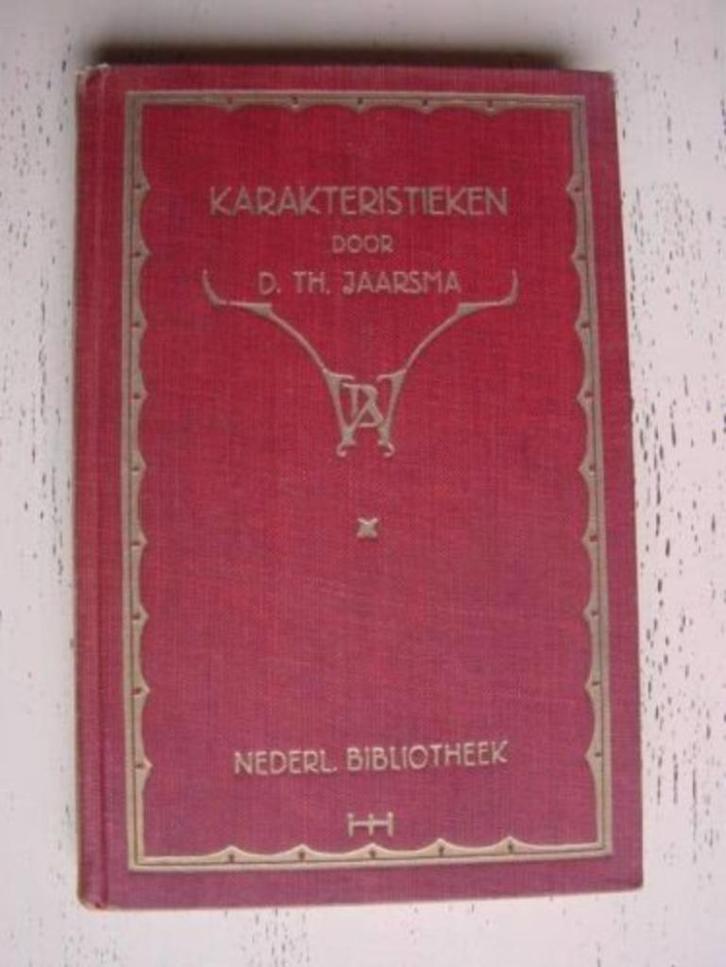 KARAKTERISTIEKEN
DOOR
D. TH. JAARSMA
NEDERL. BIBLIOTHEEK